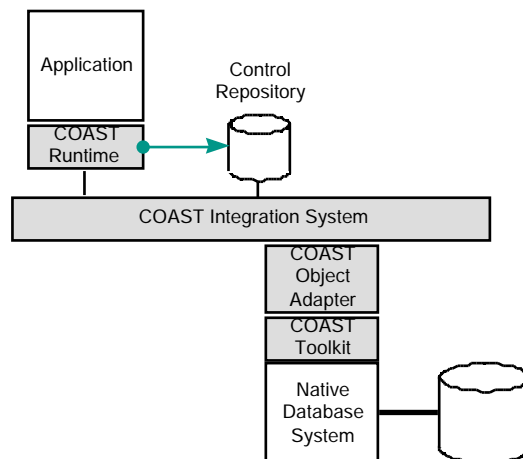 Application
Control
Repository
COAST
Runtime
COAST Integration System
COAST
Object
Adapter
COAST
Toolkit
Native
Database
System